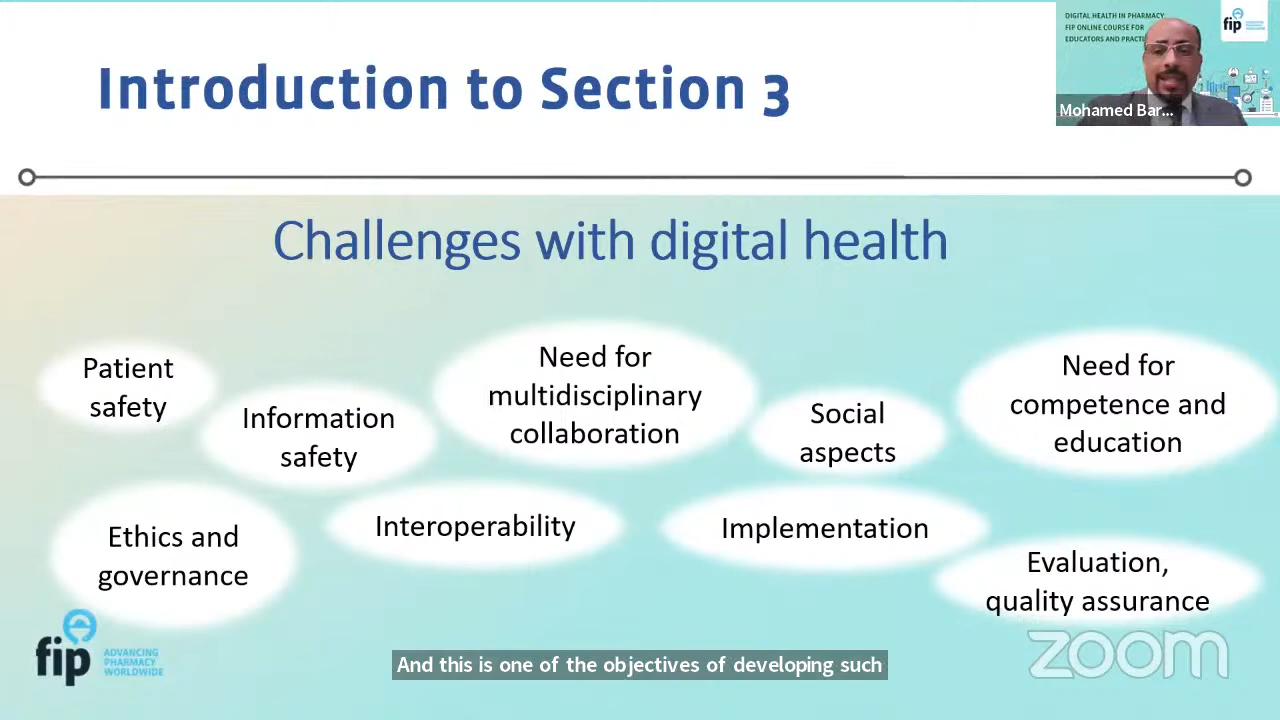 Introduction to Section 3
DIGITAL HEALTH IN PHARMACY
FIP ONLINE COURSE FOR
EDUCATORS AND
fip
Mohamed Bar...
Challenges with digital health
Patient
safety
Information
safety
Need for
multidisciplinary
collaboration
Social
aspects
Need for
competence and
education
Ethics and
governance
Interoperability
Implementation
Evaluation,
quality assurance
fip
ADVANCING
PHARMACY
WORLDWIDE
And this is one of the objectives of developing such
zoom